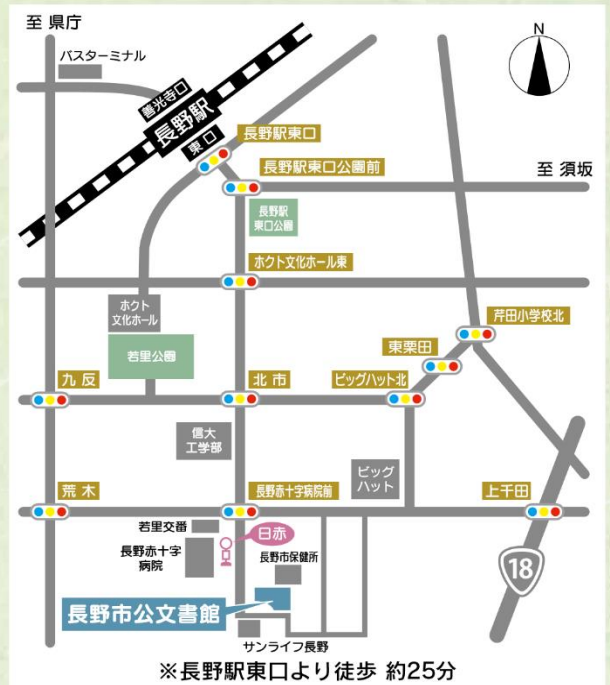 至 県庁
バスターミナル
N
善光寺口
長野駅
東口
長野駅東口
長野駅東口公園前
至 須坂
長野駅
東口公園
ホクト文化ホール東
ホクト
文化ホール
芹田小学校北
若里公園
東栗田
九反
北市
ビッグハット北
信大
工学部
ビッグ
ハット
荒木
長野赤十字病院前
上千田
若里交番
日赤
長野赤十字
病院
長野市保健所
18
長野市公文書館
サンライフ長野
※長野駅東口より徒歩 約25分